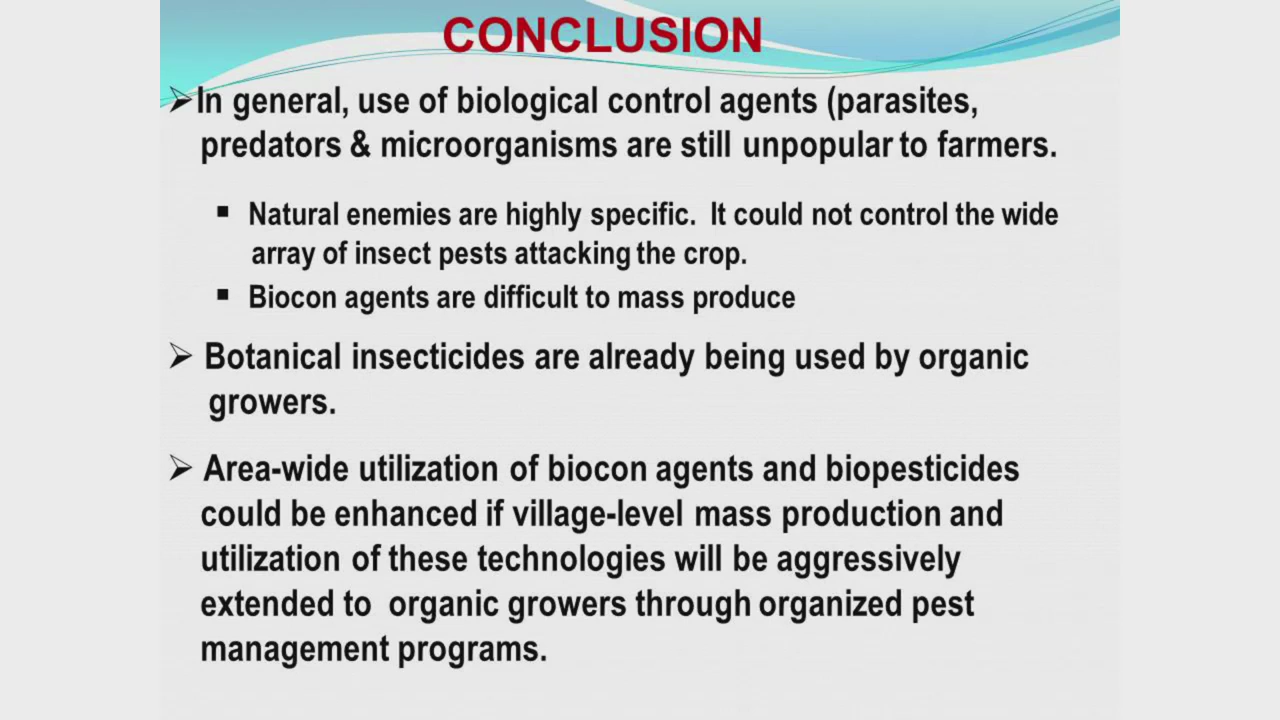 CONCLUSION
➢In general, use of biological control agents (parasites,
predators & microorganisms are still unpopular to farmers.
▪ Natural enemies are highly specific.  It could not control the wide
array of insect pests attacking the crop.
▪ Biocon agents are difficult to mass produce
➢ Botanical insecticides are already being used by organic
growers.
➢ Area-wide utilization of biocon agents and biopesticides
could be enhanced if village-level mass production and
utilization of these technologies will be aggressively
extended to  organic growers through organized pest
management programs.